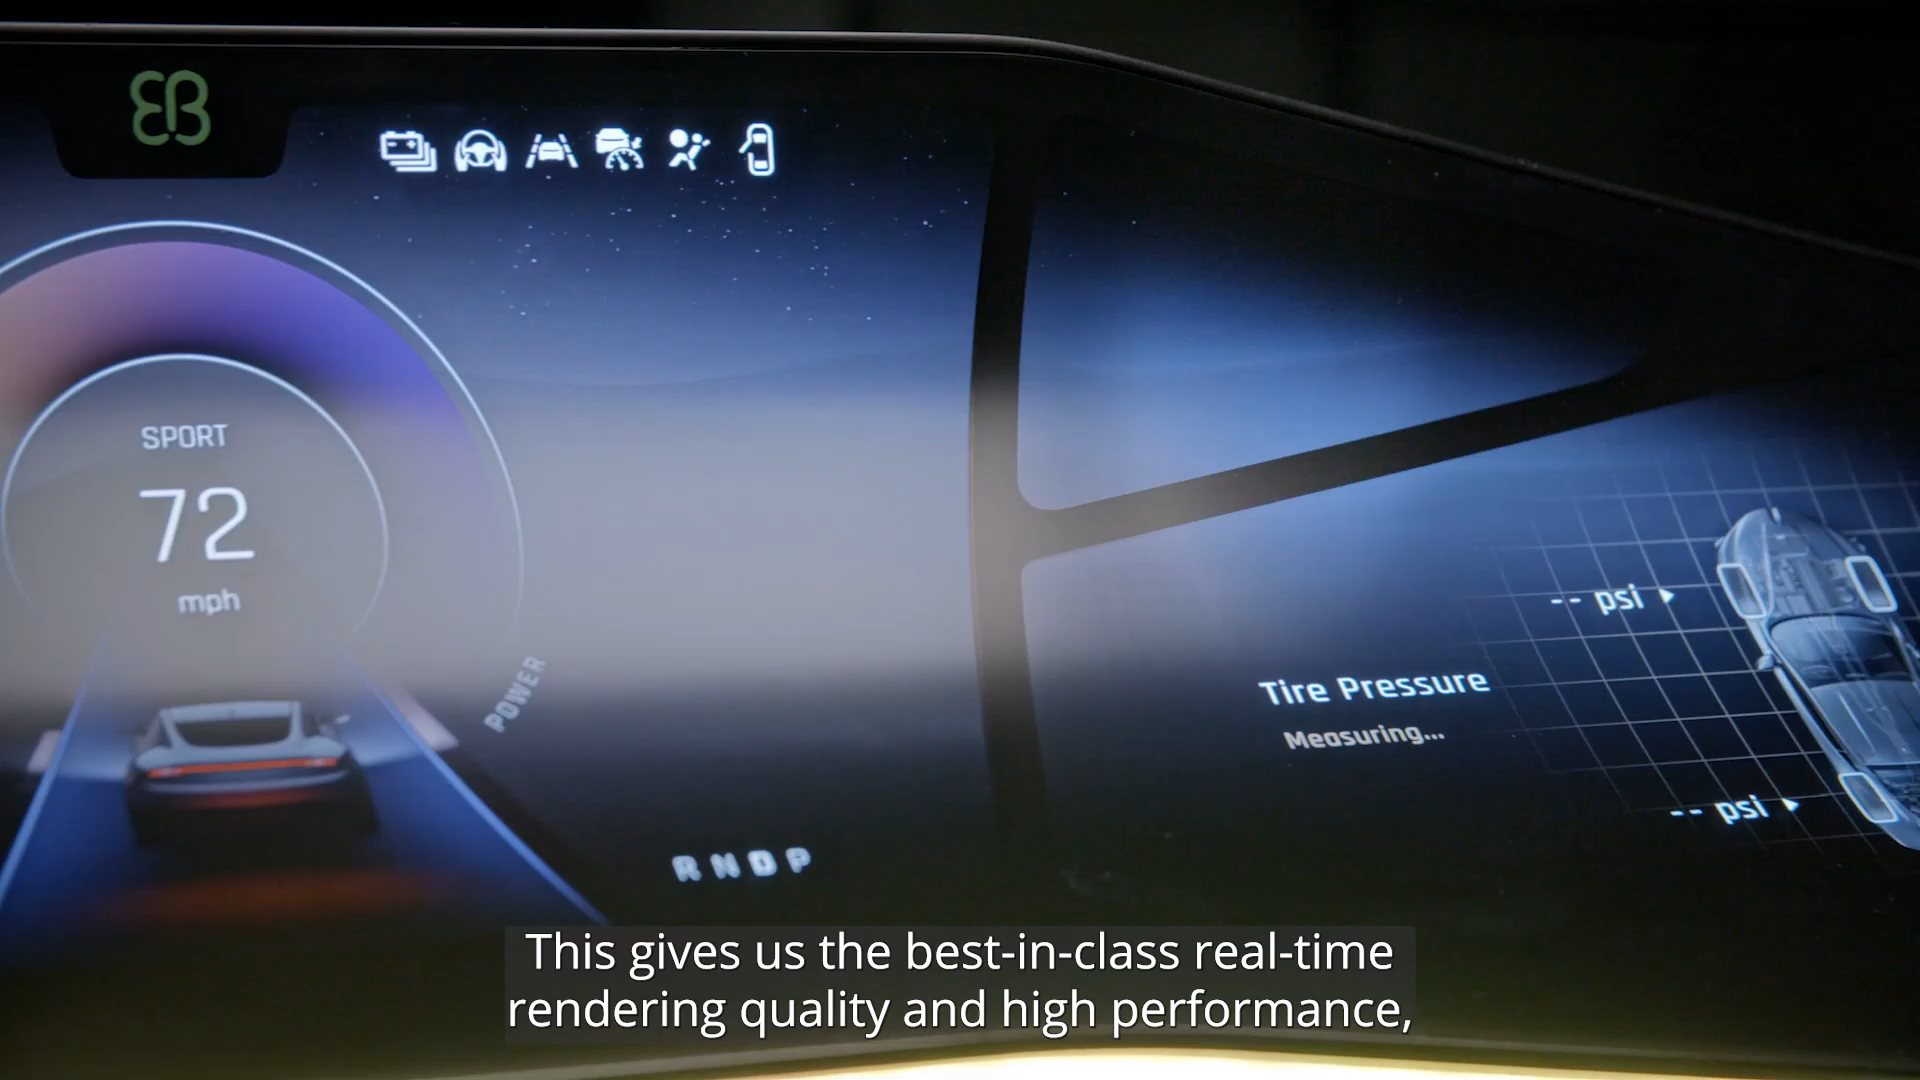 SPORT
72
mph
POWER
R N D P
-- psi
Tire Pressure
Measuring...
-- psi
This gives us the best-in-class real-time
rendering quality and high performance,